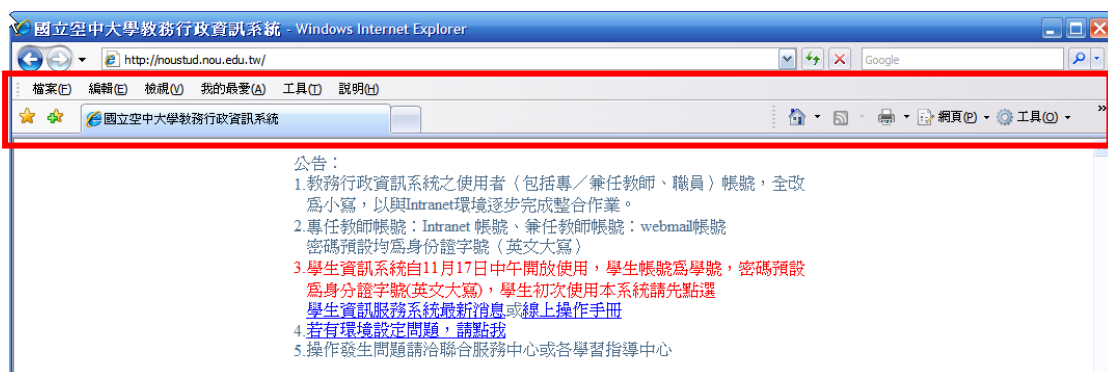 國立空中大學教務行政資訊系統 - Windows Internet Explorer
http://noustud.nou.edu.tw/
Google
檔案(F) 編輯(E) 檢視(V) 我的最愛(A) 工具(T) 說明(H)
國立空中大學教務行政資訊系統
網頁(P) 工具(O)
公告：
1.教務行政資訊系統之使用者〈包括專／兼任教師、職員〉帳號，全改
為小寫，以與Intranet環境逐步完成整合作業。
2.專任教師帳號：Intranet 帳號、兼任教師帳號：webmail帳號
密碼預設均為身份證字號〈英文大寫〉
3.學生資訊系統自11月17日中午開放使用，學生帳號為學號，密碼預設
為身分證字號(英文大寫)，學生初次使用本系統請先點選
學生資訊服務系統最新消息或線上操作手冊
4.若有環境設定問題，請點我
5.操作發生問題請洽聯合服務中心或各學習指導中心